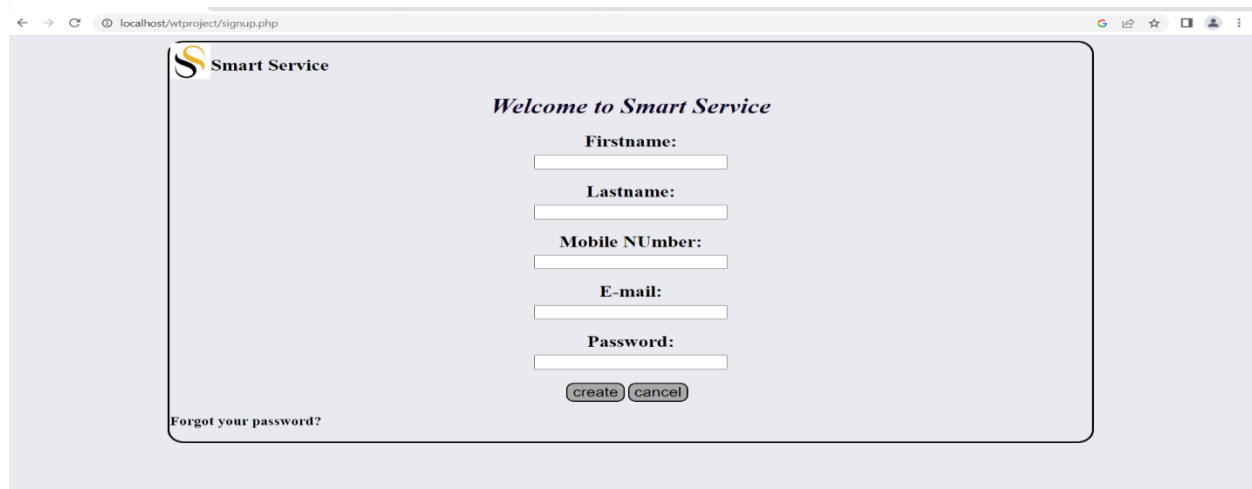 localhost/wtproject/signup.php
Smart Service
Welcome to Smart Service
Firstname:
Lastname:
Mobile NUmber:
E-mail:
Password:
create cancel
Forgot your password?